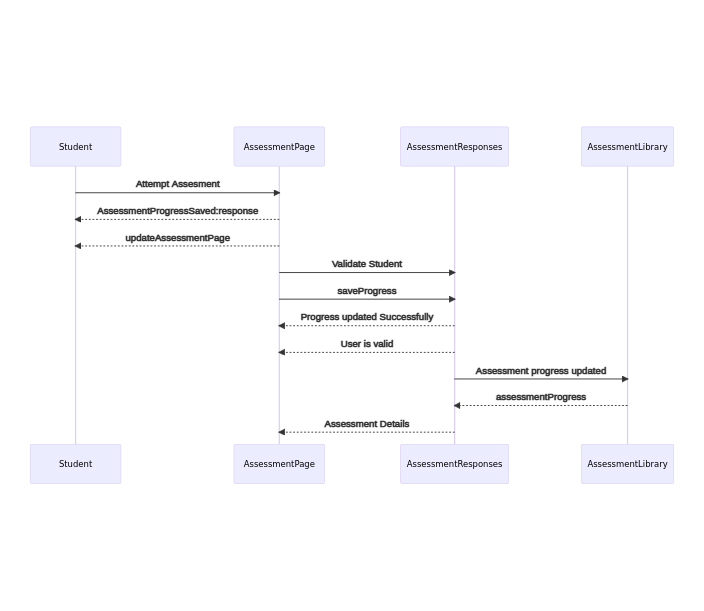 Student
AssessmentPage
AssessmentResponses
AssessmentLibrary
Attempt Assesment
AssessmentProgressSaved:response
updateAssessmentPage
Validate Student
saveProgress
Progress updated Successfully
User is valid
Assessment progress updated
assessmentProgress
Assessment Details
Student
AssessmentPage
AssessmentResponses
AssessmentLibrary